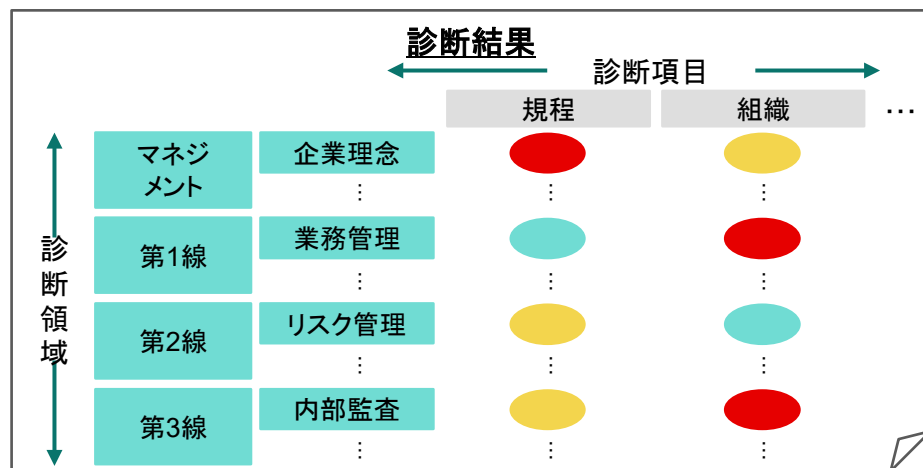 診断結果
診断項目
規程 組織 …
マネジ
メント
企業理念
⋮ ⋮ ⋮
第1線
業務管理
⋮ ⋮ ⋮
診断領域
第2線
リスク管理
⋮ ⋮ ⋮
第3線
内部監査
⋮ ⋮ ⋮